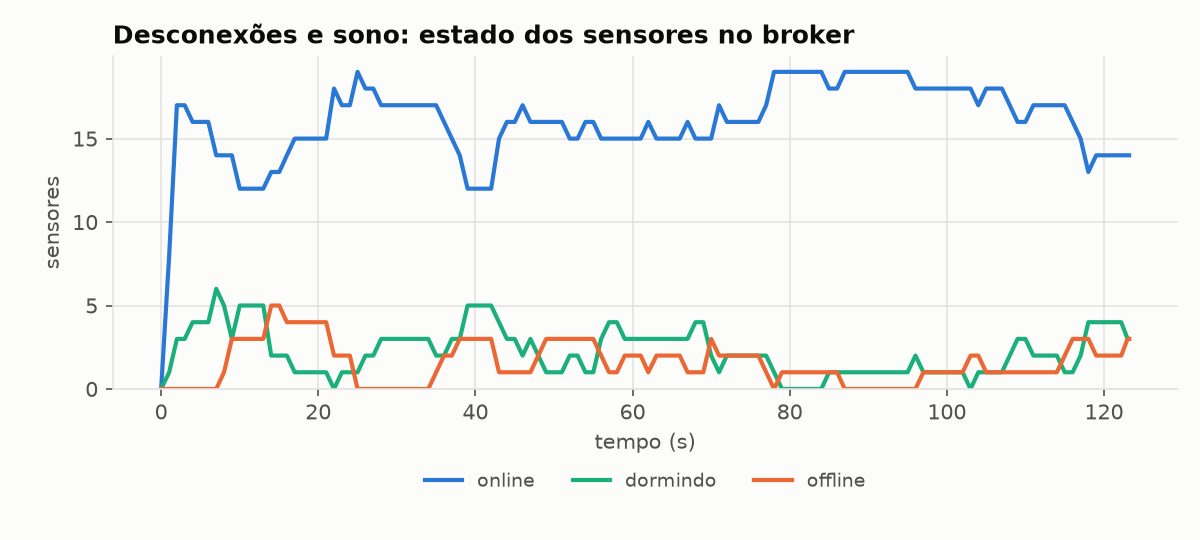 Desconexões e sono: estado dos sensores no broker
sensores
15
10
5
0
0 20 40 60 80 100 120
tempo (s)
online dormindo offline